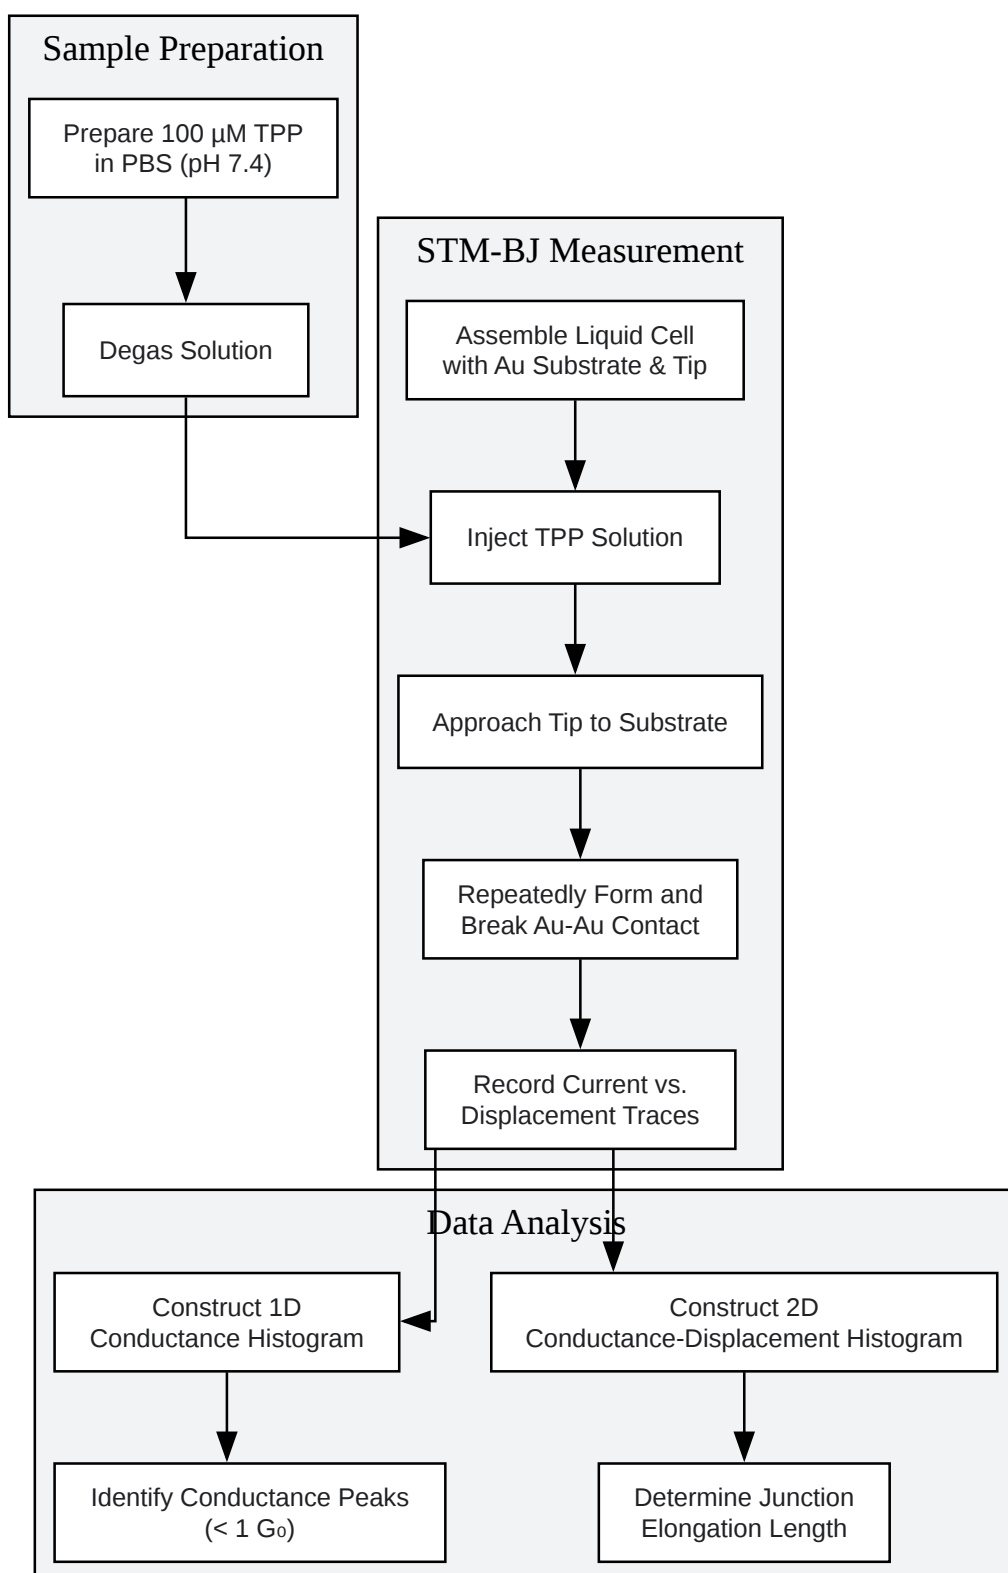 Sample Preparation
Prepare 100 µM TPP
in PBS (pH 7.4)
Degas Solution
STM-BJ Measurement
Assemble Liquid Cell
with Au Substrate & Tip
Inject TPP Solution
Approach Tip to Substrate
Repeatedly Form and
Break Au-Au Contact
Record Current vs.
Displacement Traces
Data Analysis
Construct 1D
Conductance Histogram
Construct 2D
Conductance-Displacement Histogram
Identify Conductance Peaks
(< 1 G₀)
Determine Junction
Elongation Length